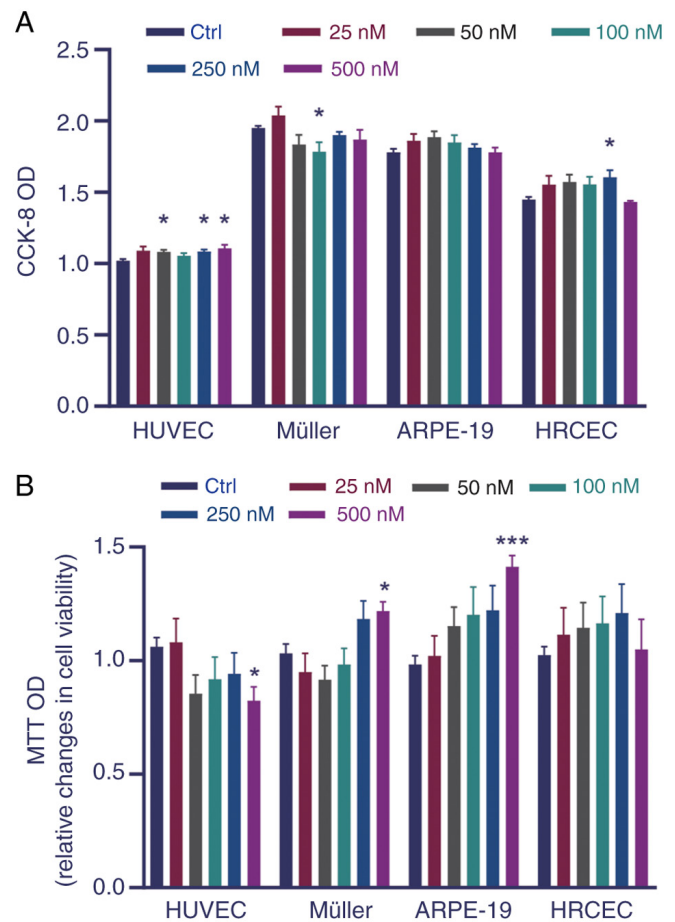 A
Ctrl 25 nM 50 nM 100 nM
250 nM 500 nM
CCK-8 OD
2.5
2.0
1.5
1.0
0.5
0.0
*
*
* * *
HUVEC Müller ARPE-19 HRCEC
B
Ctrl 25 nM 50 nM 100 nM
250 nM 500 nM
MTT OD
(relative changes in cell viability)
1.5
1.0
0.5
0.0
***
*
*
HUVEC Müller ARPE-19 HRCEC